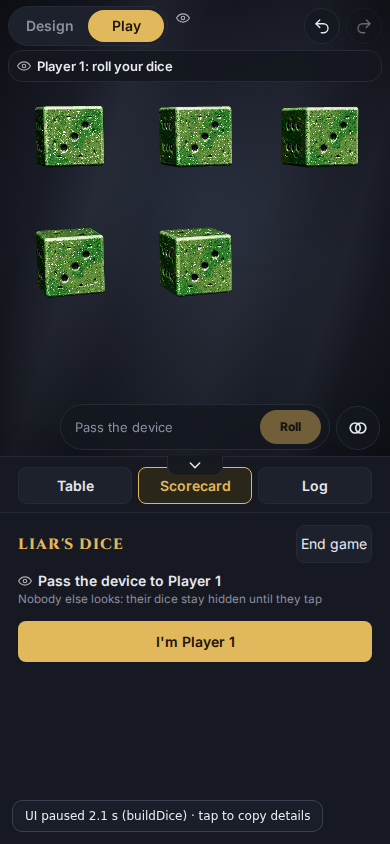 Design
Play
Player 1: roll your dice
Pass the device
Roll
Table
Scorecard
Log
LIAR'S DICE
End game
Pass the device to Player 1
Nobody else looks: their dice stay hidden until they tap
I'm Player 1
UI paused 2.1 s (buildDice) · tap to copy details